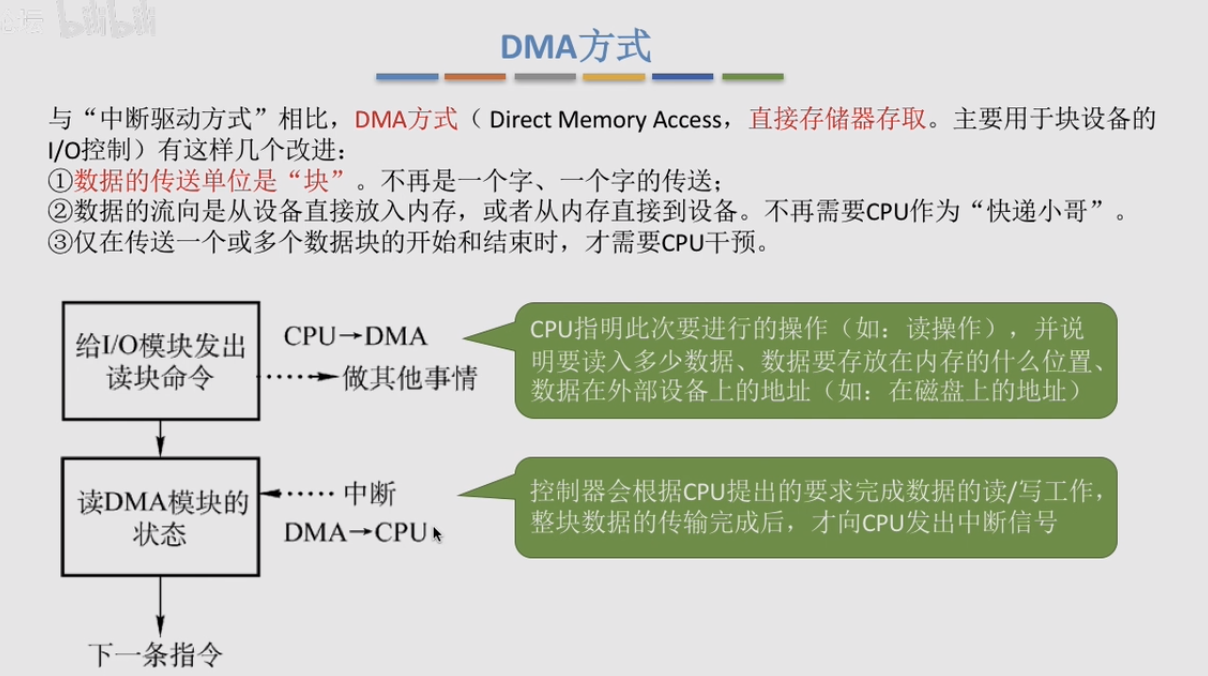 bilibili
DMA方式
与“中断驱动方式”相比，DMA方式（ Direct Memory Access，直接存储器存取。主要用于块设备的
I/O控制）有这样几个改进：
①数据的传送单位是“块”。不再是一个字、一个字的传送；
②数据的流向是从设备直接放入内存，或者从内存直接到设备。不再需要CPU作为“快递小哥”。
③仅在传送一个或多个数据块的开始和结束时，才需要CPU干预。
给I/O模块发出
读块命令
CPU→DMA
做其他事情
CPU指明此次要进行的操作（如：读操作），并说
明要读入多少数据、数据要存放在内存的什么位置、
数据在外部设备上的地址（如：在磁盘上的地址）
读DMA模块的
状态
中断
DMA→CPU
控制器会根据CPU提出的要求完成数据的读/写工作，
整块数据的传输完成后，才向CPU发出中断信号
下一条指令